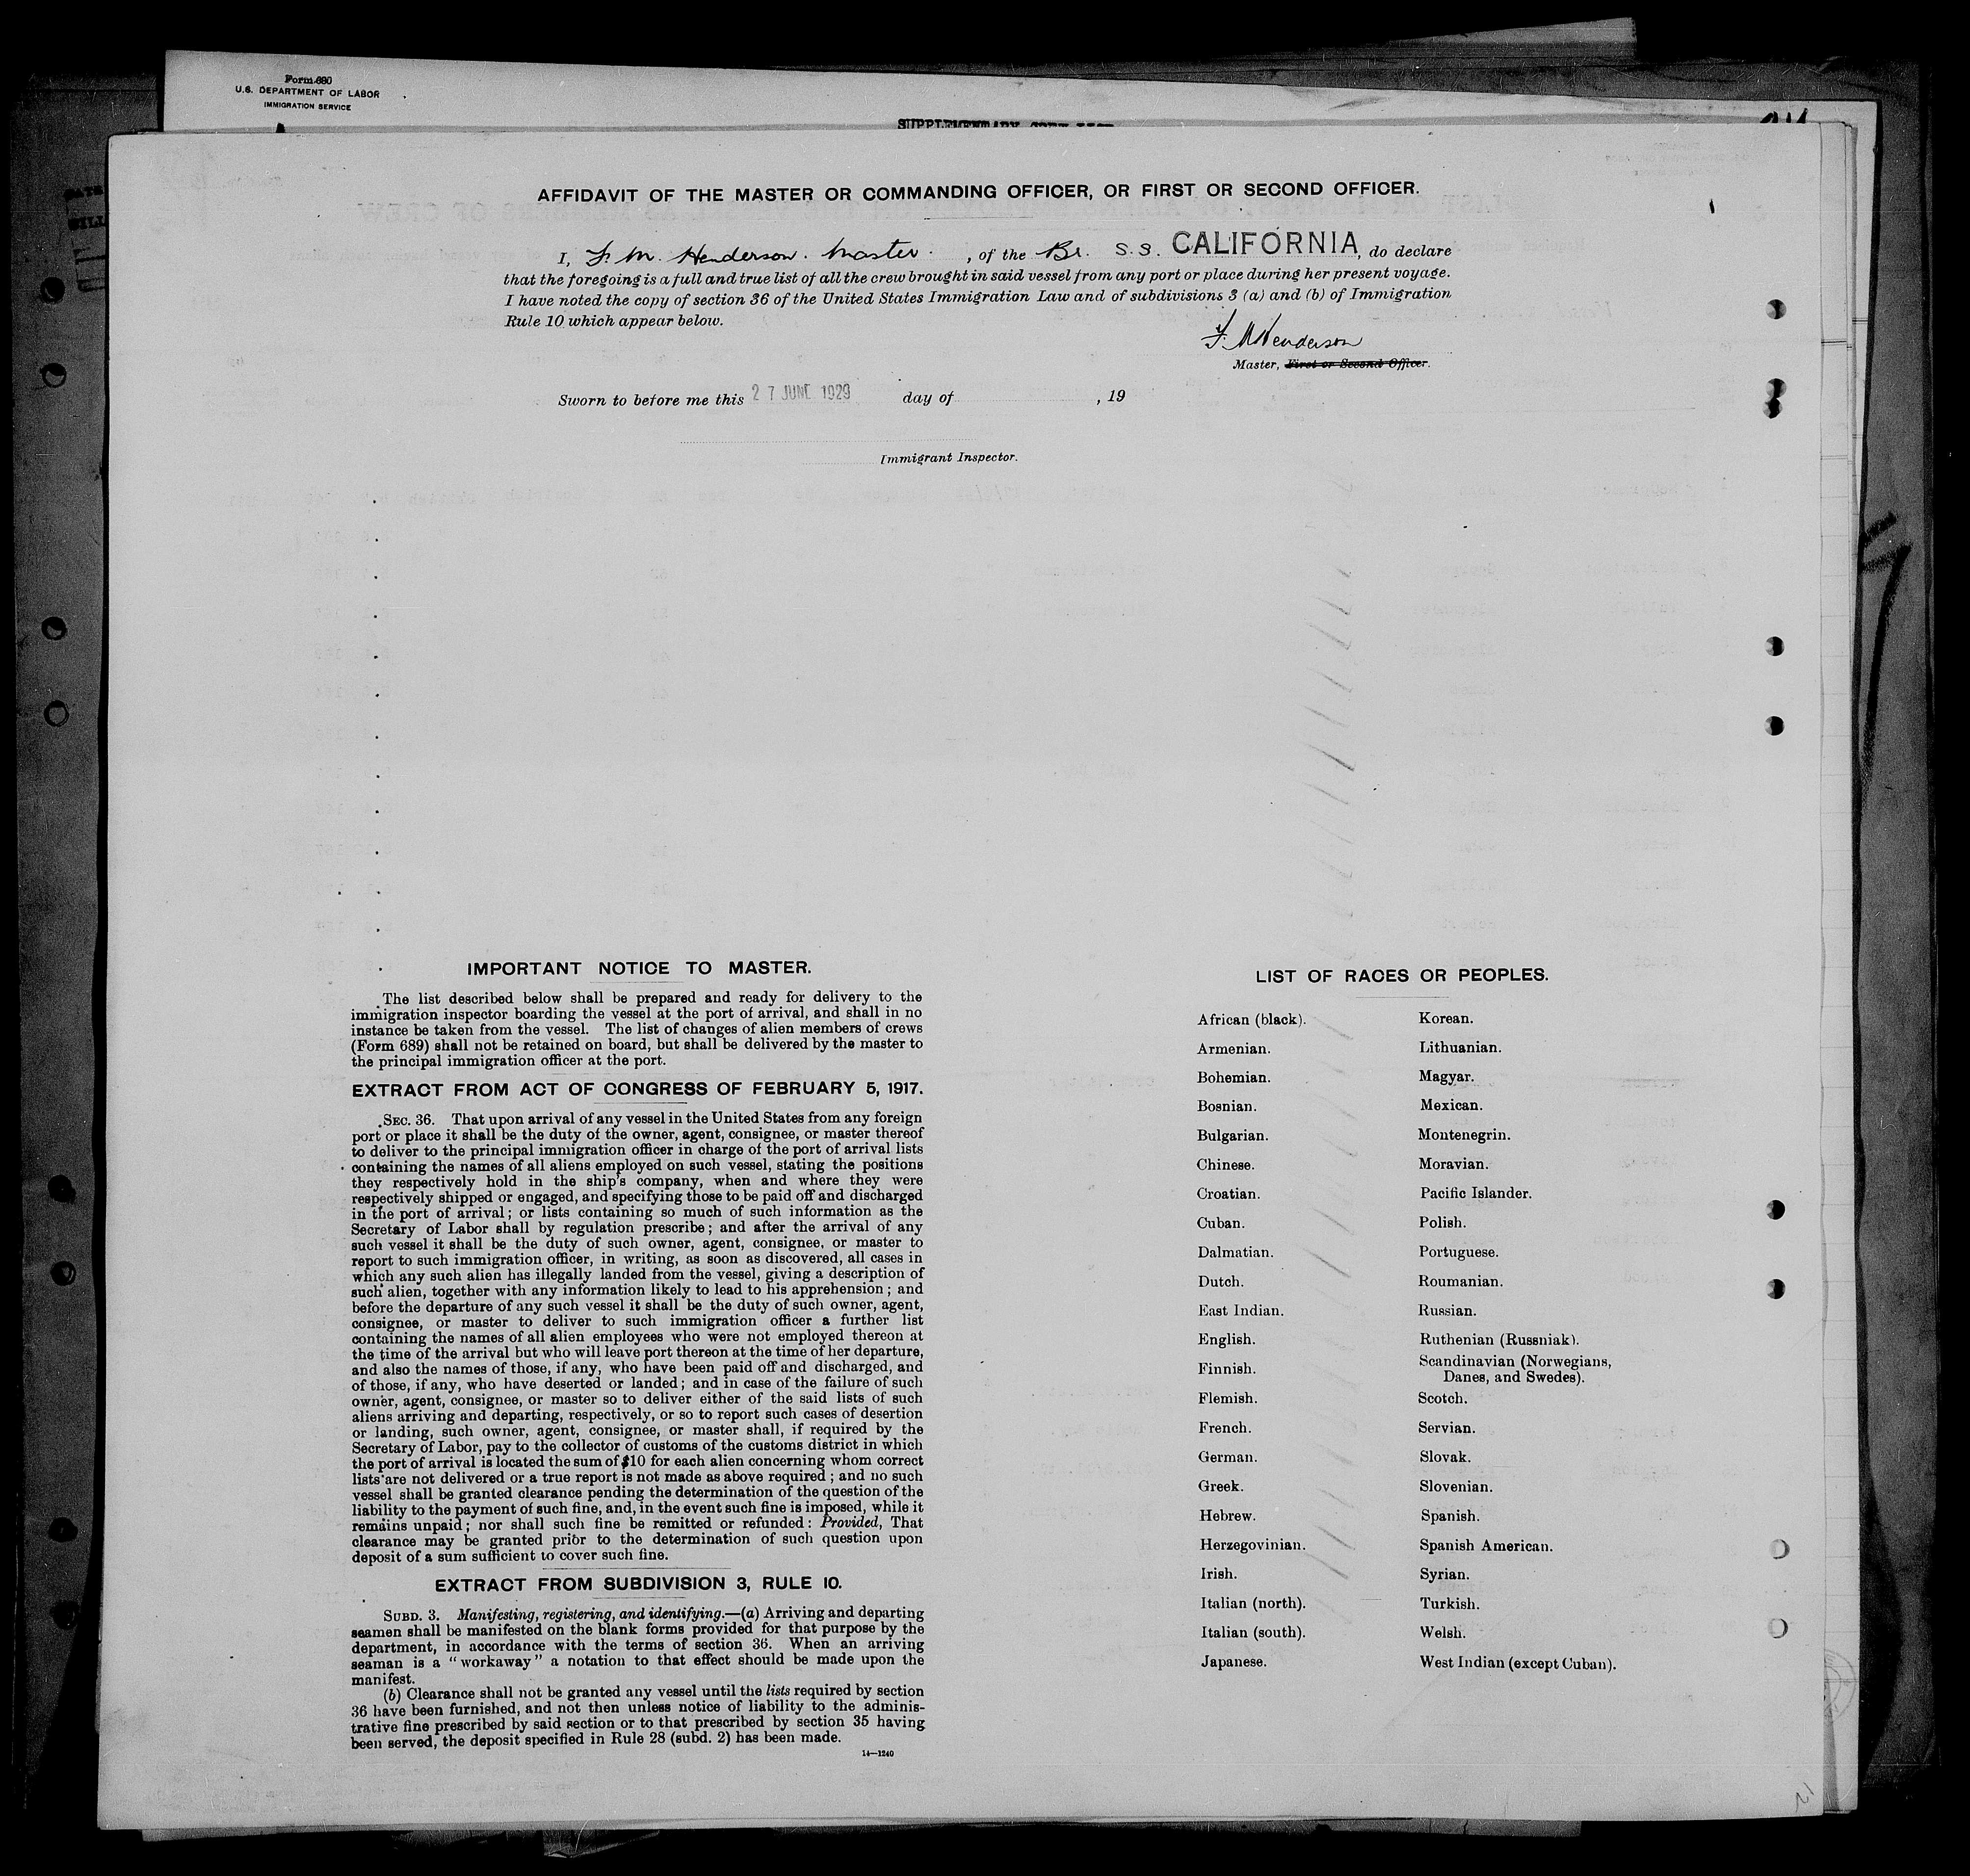 Form 680
U.S. DEPARTMENT OF LABOR
IMMIGRATION SERVICE
SUPPLEMENTARY CREW LIST
AFFIDAVIT OF THE MASTER OR COMMANDING OFFICER, OR FIRST OR SECOND OFFICER.
I, F. M. Henderson. Master. , of the Br. S.S. CALIFORNIA, do declare
that the foregoing is a full and true list of all the crew brought in said vessel from any port or place during her present voyage.
I have noted the copy of section 36 of the United States Immigration Law and of subdivisions 3 (a) and (b) of Immigration
Rule 10 which appear below.
F. M Henderson
Master, First or Second Officer.
Sworn to before me this 27 JUNE 1929 day of , 19
Immigrant Inspector.
IMPORTANT NOTICE TO MASTER.
The list described below shall be prepared and ready for delivery to the
immigration inspector boarding the vessel at the port of arrival, and shall in no
instance be taken from the vessel. The list of changes of alien members of crews
(Form 689) shall not be retained on board, but shall be delivered by the master to
the principal immigration officer at the port.
EXTRACT FROM ACT OF CONGRESS OF FEBRUARY 5, 1917.
SEC. 36. That upon arrival of any vessel in the United States from any foreign
port or place it shall be the duty of the owner, agent, consignee, or master thereof
to deliver to the principal immigration officer in charge of the port of arrival lists
containing the names of all aliens employed on such vessel, stating the positions
they respectively hold in the ship's company, when and where they were
respectively shipped or engaged, and specifying those to be paid off and discharged
in the port of arrival; or lists containing so much of such information as the
Secretary of Labor shall by regulation prescribe; and after the arrival of any
such vessel it shall be the duty of such owner, agent, consignee, or master to
report to such immigration officer, in writing, as soon as discovered, all cases in
which any such alien has illegally landed from the vessel, giving a description of
such alien, together with any information likely to lead to his apprehension; and
before the departure of any such vessel it shall be the duty of such owner, agent,
consignee, or master to deliver to such immigration officer a further list
containing the names of all alien employees who were not employed thereon at
the time of the arrival but who will leave port thereon at the time of her departure,
and also the names of those, if any, who have been paid off and discharged, and
of those, if any, who have deserted or landed; and in case of the failure of such
owner, agent, consignee, or master so to deliver either of the said lists of such
aliens arriving and departing, respectively, or so to report such cases of desertion
or landing, such owner, agent, consignee, or master shall, if required by the
Secretary of Labor, pay to the collector of customs of the customs district in which
the port of arrival is located the sum of $10 for each alien concerning whom correct
lists are not delivered or a true report is not made as above required; and no such
vessel shall be granted clearance pending the determination of the question of the
liability to the payment of such fine, and, in the event such fine is imposed, while it
remains unpaid; nor shall such fine be remitted or refunded: Provided, That
clearance may be granted prior to the determination of such question upon
deposit of a sum sufficient to cover such fine.
EXTRACT FROM SUBDIVISION 3, RULE 10.
SUBD. 3. Manifesting, registering, and identifying.—(a) Arriving and departing
seamen shall be manifested on the blank forms provided for that purpose by the
department, in accordance with the terms of section 36. When an arriving
seaman is a "workaway" a notation to that effect should be made upon the
manifest.
(b) Clearance shall not be granted any vessel until the lists required by section
36 have been furnished, and not then unless notice of liability to the adminis-
trative fine prescribed by said section or to that prescribed by section 35 having
been served, the deposit specified in Rule 28 (subd. 2) has been made.
14—1240
LIST OF RACES OR PEOPLES.
African (black).
Armenian.
Bohemian.
Bosnian.
Bulgarian.
Chinese.
Croatian.
Cuban.
Dalmatian.
Dutch.
East Indian.
English.
Finnish.
Flemish.
French.
German.
Greek.
Hebrew.
Herzegovinian.
Irish.
Italian (north).
Italian (south).
Japanese.
Korean.
Lithuanian.
Magyar.
Mexican.
Montenegrin.
Moravian.
Pacific Islander.
Polish.
Portuguese.
Roumanian.
Russian.
Ruthenian (Russniak).
Scandinavian (Norwegians,
Danes, and Swedes).
Scotch.
Servian.
Slovak.
Slovenian.
Spanish.
Spanish American.
Syrian.
Turkish.
Welsh.
West Indian (except Cuban).